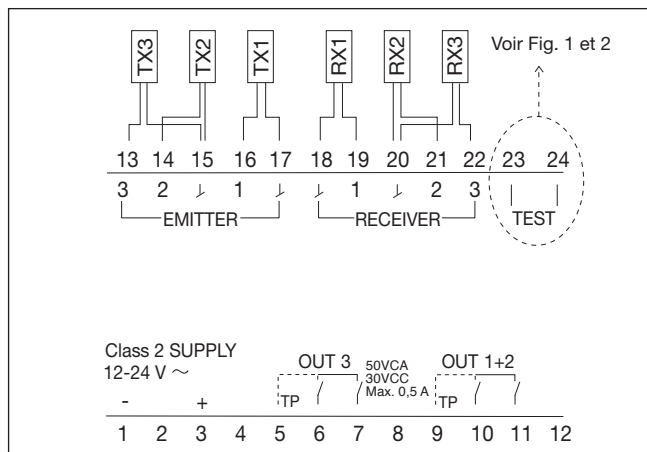 TX3 TX2 TX1 RX1 RX2 RX3 Voir Fig. 1 et 2
13 14 15 16 17 18 19 20 21 22 23 24
3 2 1 1 2 3
EMITTER RECEIVER TEST
Class 2 SUPPLY
12-24 V ~
OUT 3 50VCA OUT 1+2
30VCC
Max. 0,5 A
- + TP TP
1 2 3 4 5 6 7 8 9 10 11 12